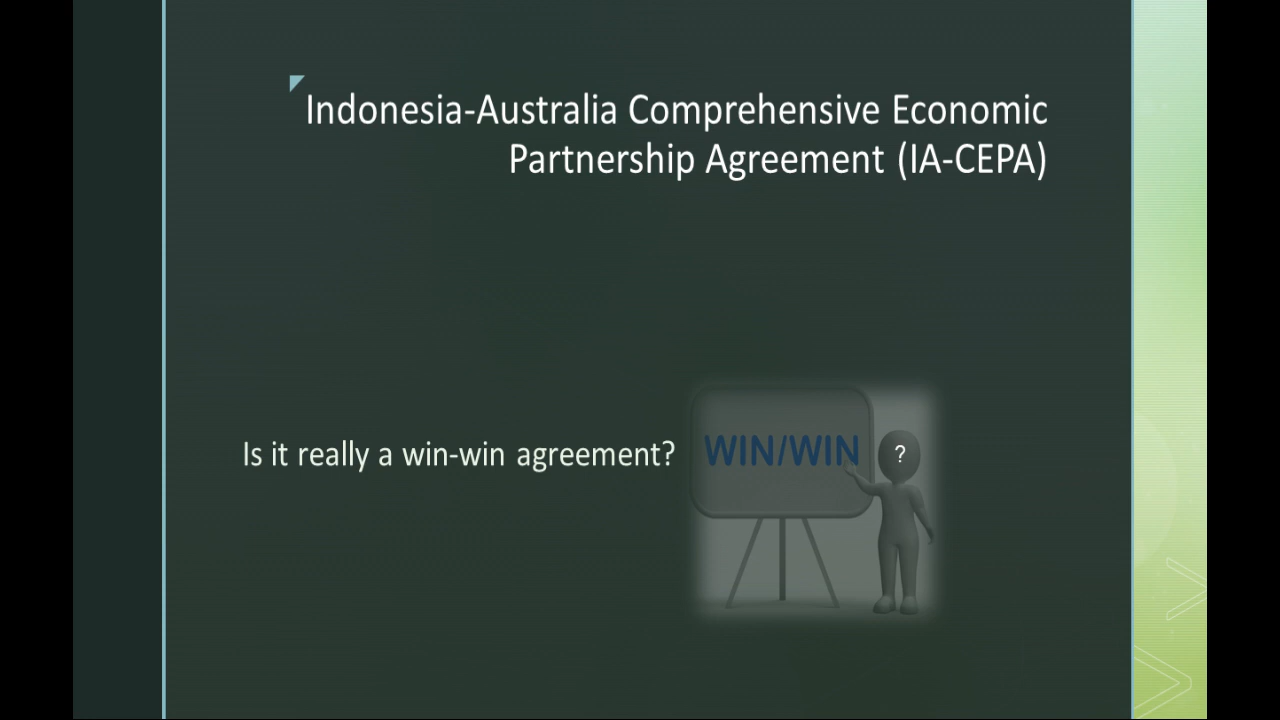 Indonesia-Australia Comprehensive Economic
Partnership Agreement (IA-CEPA)
Is it really a win-win agreement?
WIN/WIN
?